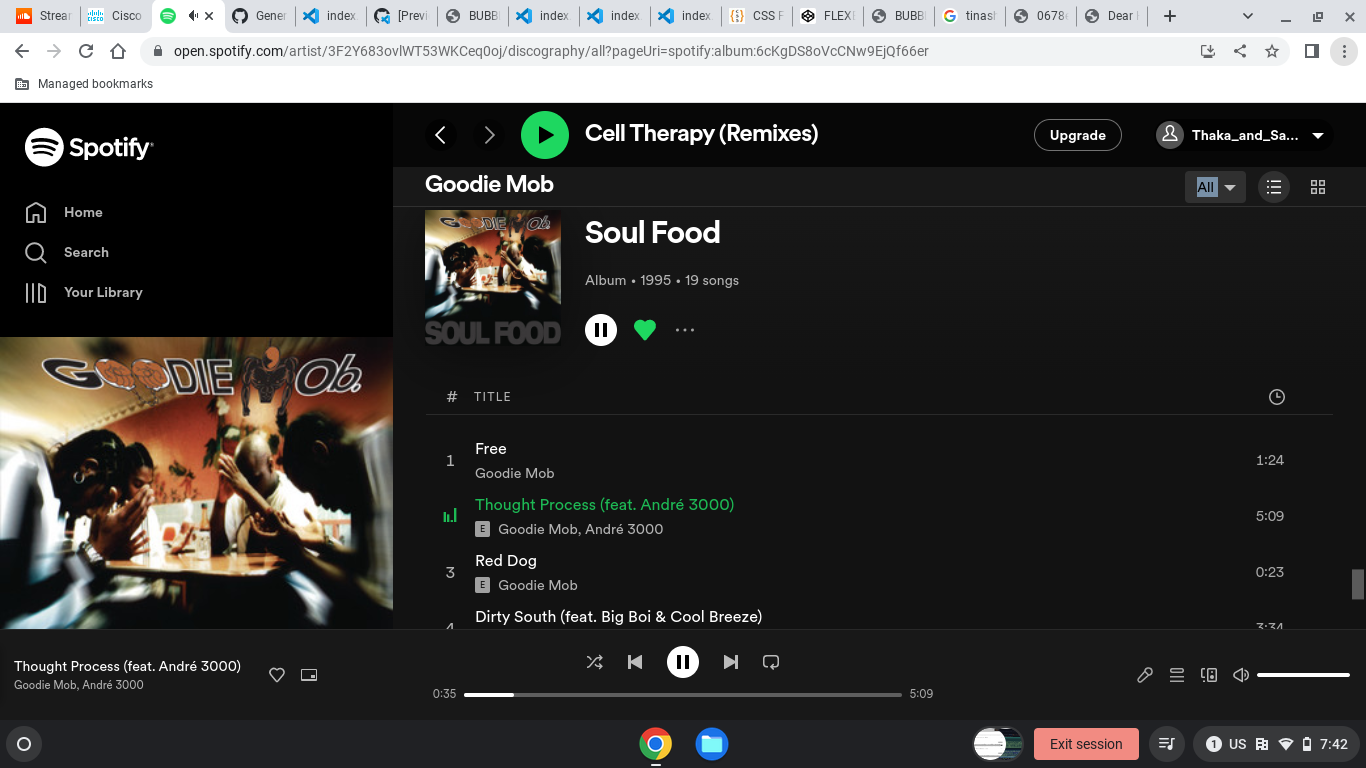 Strear
Cisco
Gener
index.
[Previ
BUBB
index.
index.
index
CSS F
FLEXE
BUBB
tinash
0678
Dear
open.spotify.com/artist/3F2Y683ovlWT53WKCeq0oj/discography/all?pageUri=spotify:album:6cKgDS8oVcCNw9EjQf66er
Managed bookmarks
Spotify
Home
Search
Your Library
Cell Therapy (Remixes)
Upgrade
Thaka_and_Sa...
Goodie Mob
All
GOODIE MOb.
SOUL FOOD
Soul Food
Album • 1995 • 19 songs
# TITLE
1 Free 1:24
Goodie Mob
Thought Process (feat. André 3000) 5:09
E Goodie Mob, André 3000
3 Red Dog 0:23
E Goodie Mob
4 Dirty South (feat. Big Boi & Cool Breeze) 3:34
GOODIE MOb.
Thought Process (feat. André 3000)
Goodie Mob, André 3000
0:35
5:09
Exit session
1 US 7:42